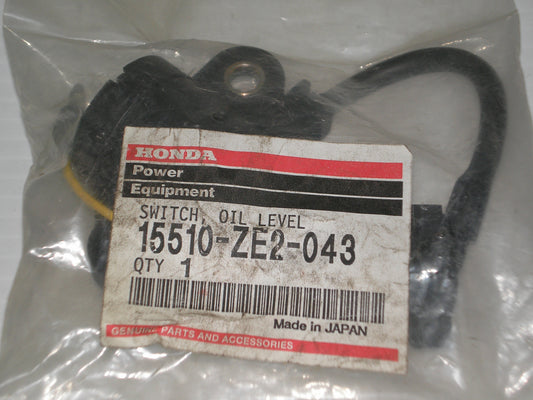 HONDA
Power
Equipment
SWITCH, OIL LEVEL
15510-ZE2-043
QTY 1
Made in JAPAN
GENUINE PARTS AND ACCESSORIES